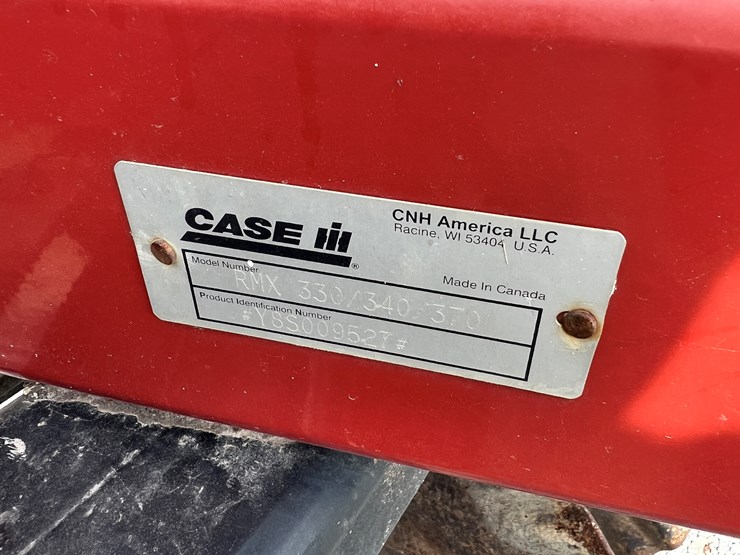 CASE IH ®
CNH America LLC
Racine, WI 53404 U.S.A.
Model Number
Made In Canada
RMX 330/340/370
Product Identification Number
*Y8S009527*